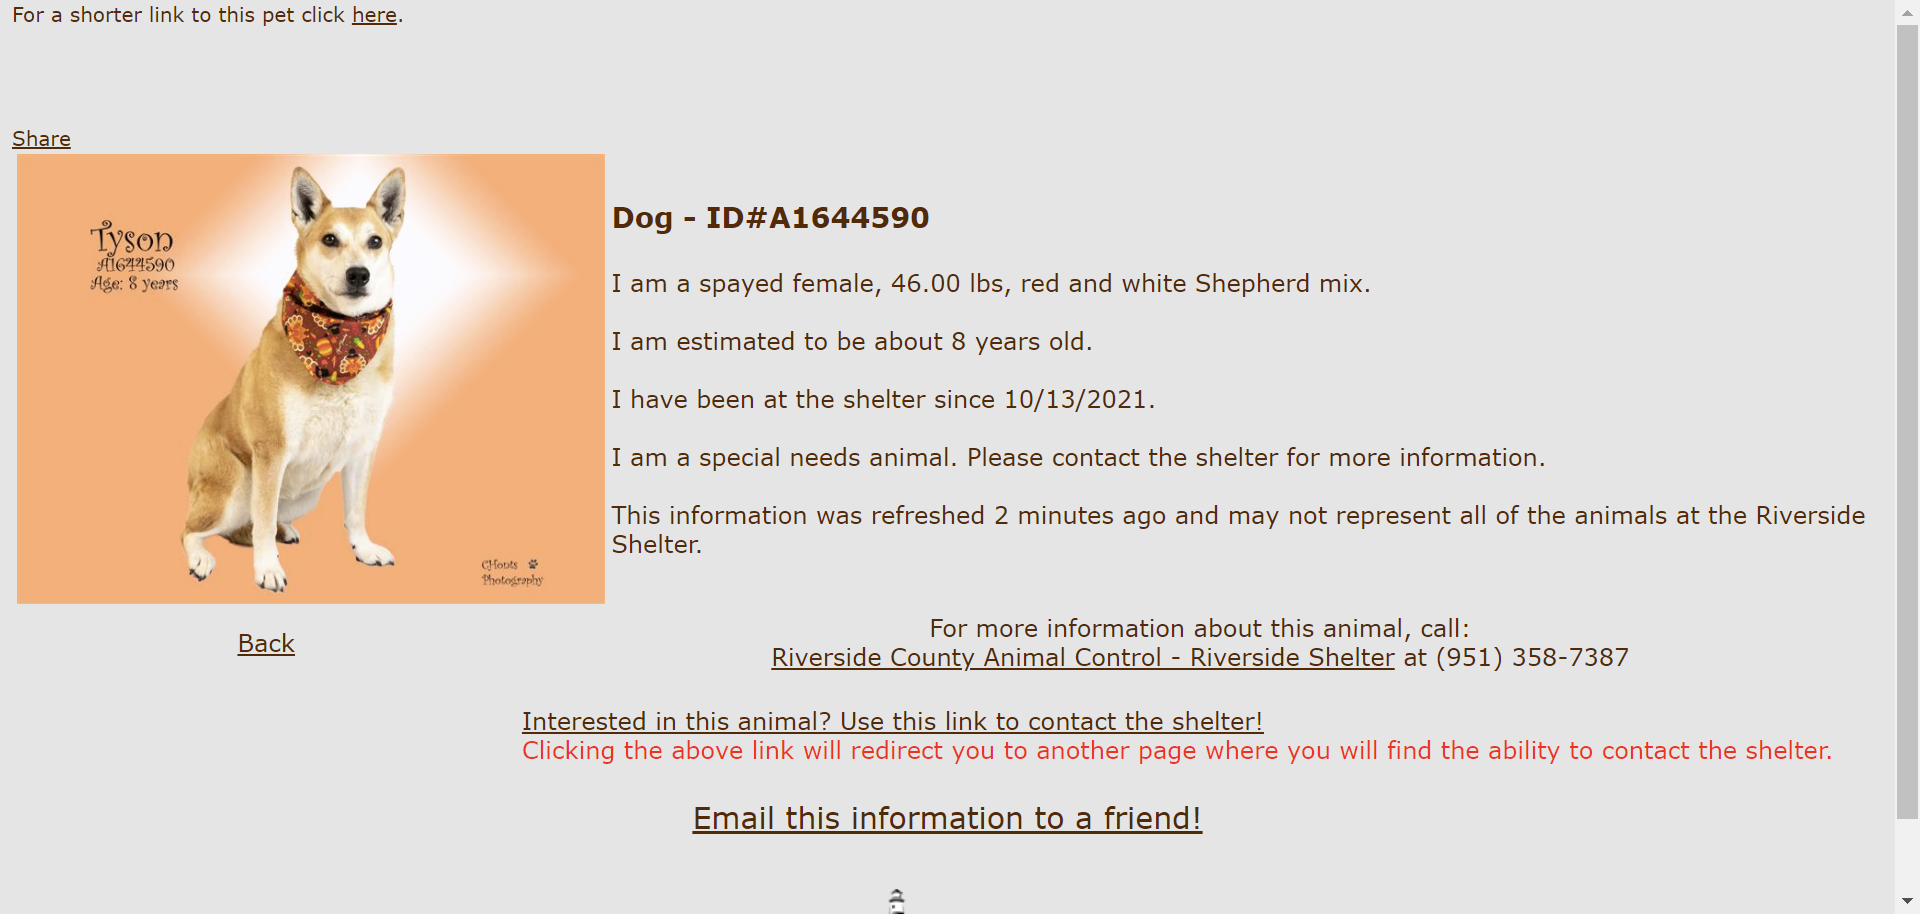 For a shorter link to this pet click here.
Share
Tyson
A1644590
Age: 8 years
CHonts
Photography
Dog - ID#A1644590
I am a spayed female, 46.00 lbs, red and white Shepherd mix.
I am estimated to be about 8 years old.
I have been at the shelter since 10/13/2021.
I am a special needs animal. Please contact the shelter for more information.
This information was refreshed 2 minutes ago and may not represent all of the animals at the Riverside
Shelter.
Back
For more information about this animal, call:
Riverside County Animal Control - Riverside Shelter at (951) 358-7387
Interested in this animal? Use this link to contact the shelter!
Clicking the above link will redirect you to another page where you will find the ability to contact the shelter.
Email this information to a friend!